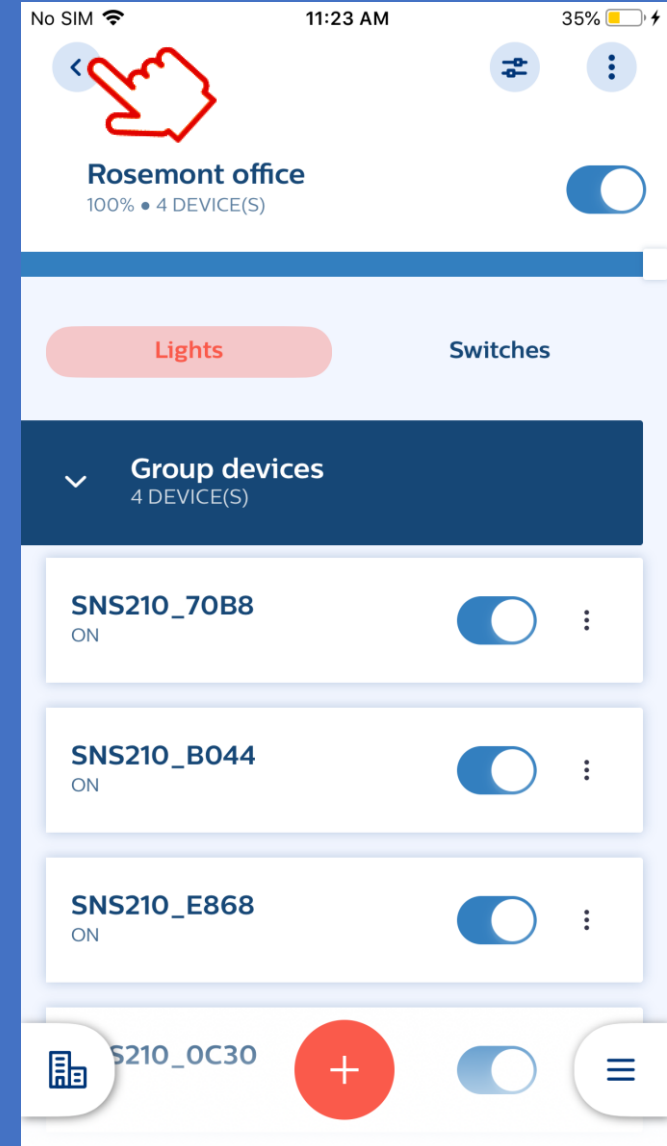 No SIM 11:23 AM 35%
Rosemont office
100% ● 4 DEVICE(S)
Lights Switches
Group devices
4 DEVICE(S)
SNS210_70B8
ON
SNS210_B044
ON
SNS210_E868
ON
S210_0C30